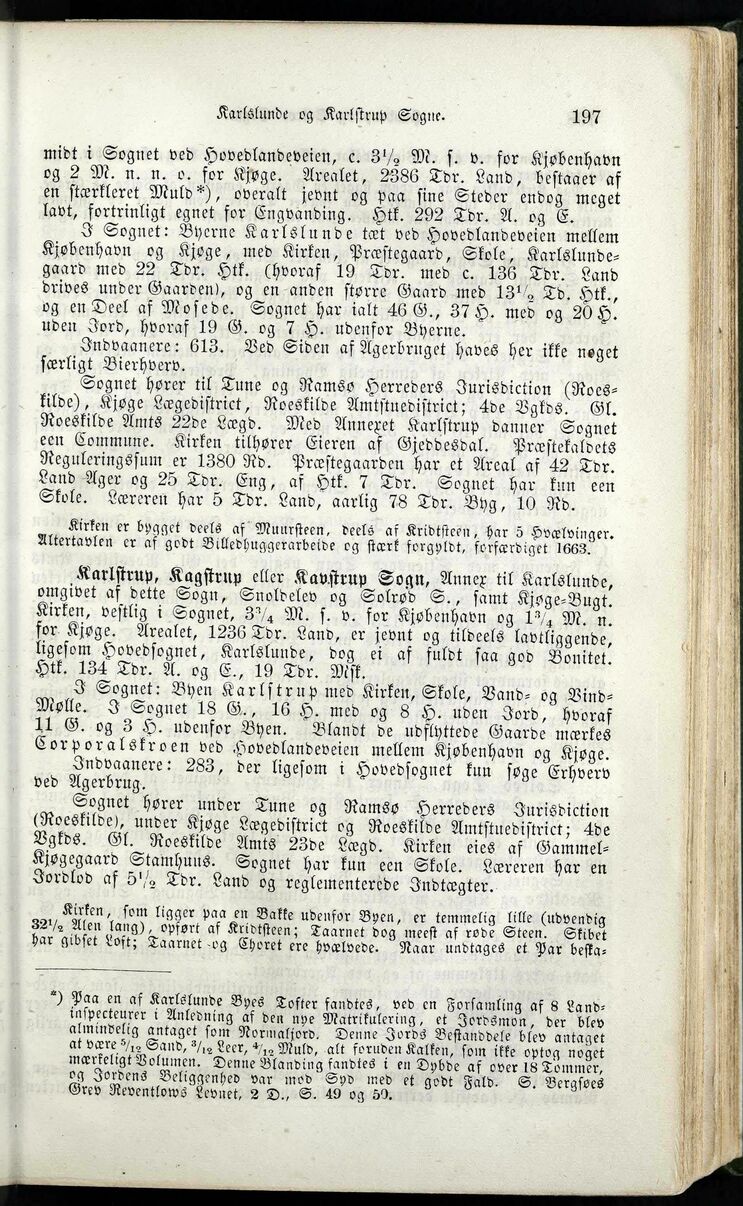 Karlslunde og Karlstrup Sogne. 197
midt i Sognet ved Hovedlandeveien, c. 3 1/2 M. s. v. for Kjøbenhavn
og 2 M. n. n. o. for Kjøge. Arealet, 2386 Tdr. Land, bestaaer af
en stærkleret Muld*), overalt jevnt og paa sine Steder endog meget
lavt, fortrinligt egnet for Engvanding. Htk. 292 Tdr. A. og E.
I Sognet: Byerne Karlslunde tæt ved Hovedlandeveien mellem
Kjøbenhavn og Kjøge, med Kirken, Præstegaard, Skole, Karlslunde-
gaard med 22 Tdr. Htk. (hvoraf 19 Tdr. med c. 136 Tdr. Land
drives under Gaarden), og en anden større Gaard med 13 1/2 Td. Htk.,
og en Deel af Mosede. Sognet har ialt 46 G., 37 H. med og 20 H.
uden Jord, hvoraf 19 G. og 7 H. udenfor Byerne.
Indvaanere: 613. Ved Siden af Agerbruget haves her ikke noget
særligt Bierhverv.
Sognet hører til Tune og Ramsø Herreders Jurisdiction (Roes-
kilde), Kjøge Lægedistrict, Roeskilde Amtstuedistrict; 4de Vgkds. Gl.
Roeskilde Amts 22de Lægd. Med Annexet Karlstrup danner Sognet
een Commune. Kirken tilhører Eieren af Gjeddesdal. Præstekaldets
Reguleringssum er 1380 Rd. Præstegaarden har et Areal af 42 Tdr.
Land Ager og 25 Tdr. Eng, af Htk. 7 Tdr. Sognet har kun een
Skole. Læreren har 5 Tdr. Land, aarlig 78 Tdr. Byg, 10 Rd.
Kirken er bygget deels af Muursteen, deels af Kridtsteen, har 5 Hvælvinger.
Altertavlen er af godt Billedhuggerarbeide og stærk forgyldt, forfærdiget 1663.
Karlstrup, Kagstrup eller Kavstrup Sogn, Annex til Karlslunde,
omgivet af dette Sogn, Snoldelev og Solrød S., samt Kjøge-Bugt.
Kirken, vestlig i Sognet, 3 3/4 M. s. v. for Kjøbenhavn og 1 3/4 M. n.
for Kjøge. Arealet, 1236 Tdr. Land, er jevnt og tildeels lavtliggende,
ligesom Hovedsognet, Karlslunde, dog ei af fuldt saa god Bonitet.
Htk. 134 Tdr. A. og E., 19 Tdr. Msk.
I Sognet: Byen Karlstrup med Kirken, Skole, Vand- og Vind-
Mølle. I Sognet 18 G., 16 H. med og 8 H. uden Jord, hvoraf
11 G. og 3 H. udenfor Byen. Blandt de udflyttede Gaarde mærkes
Corporalskroen ved Hovedlandeveien mellem Kjøbenhavn og Kjøge.
Indvaanere: 283, der ligesom i Hovedsognet kun søge Erhverv
ved Agerbrug.
Sognet hører under Tune og Ramsø Herreders Jurisdiction
(Roeskilde), under Kjøge Lægedistrict og Roeskilde Amtstuedistrict; 4de
Vgkds. Gl. Roeskilde Amts 23de Lægd. Kirken eies af Gammel-
Kjøgegaard Stamhuus. Sognet har kun een Skole. Læreren har en
Jordlod af 5 1/2 Tdr. Land og reglementerede Indtægter.
Kirken, som ligger paa en Bakke udenfor Byen, er temmelig lille (udvendig
32 1/2 Alen lang), opført af Kridtsteen; Taarnet dog meest af røde Steen. Skibet
har gibset Loft; Taarnet og Choret ere hvælvede. Naar undtages et Par beska-
*) Paa en af Karlslunde Byes Tofter fandtes, ved en Forsamling af 8 Land-
inspecteurer i Anledning af den nye Matrikulering, et Jordsmon, der blev
almindelig antaget som Normaljord. Denne Jords Bestanddele blev antaget
at være 5/12 Sand, 3/12 Leer, 4/12 Muld, alt foruden Kalken, som ikke optog noget
mærkeligt Volumen. Denne Blanding fandtes i en Dybde af over 18 Tommer,
og Jordens Beliggenhed var mod Syd med et godt Fald. S. Bergsøes
Grev Reventlows Levnet, 2 D., S. 49 og 59.